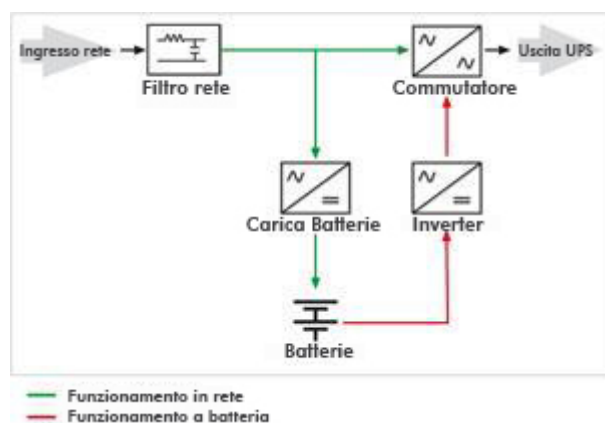 Ingresso rete
Uscita UPS
Filtro rete
Commutatore
Carica Batterie
Inverter
Batterie
Funzionamento in rete
Funzionamento a batteria